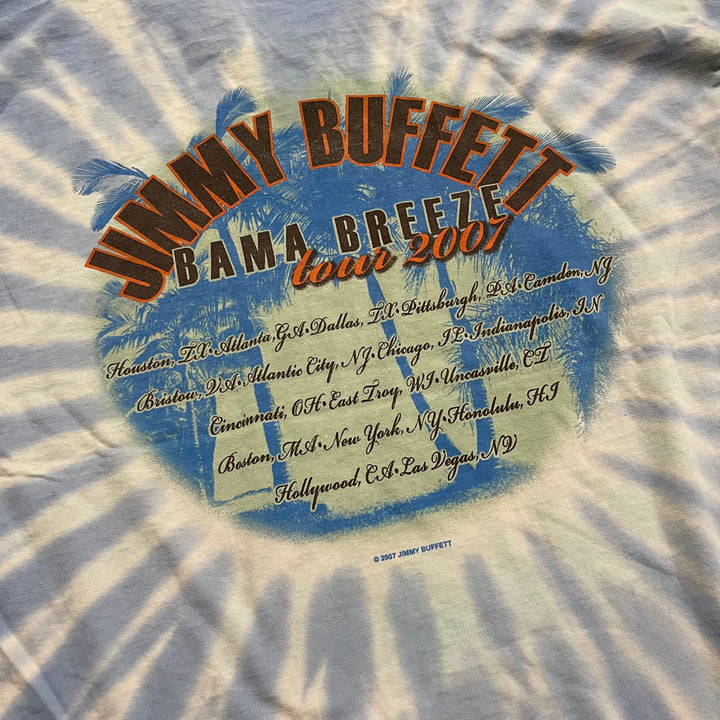 JIMMY BUFFETT
BAMA BREEZE
tour 2007
Houston, TX•Atlanta, GA•Dallas, TX•Pittsburgh, PA•Camden, NJ
Bristow, VA•Atlantic City, NJ•Chicago, IL•Indianapolis, IN
Cincinnati, OH•East Troy, WI•Uncasville, CT
Boston, MA•New York, NY•Honolulu, HI
Hollywood, CA•Las Vegas, NV
© 2007 JIMMY BUFFETT